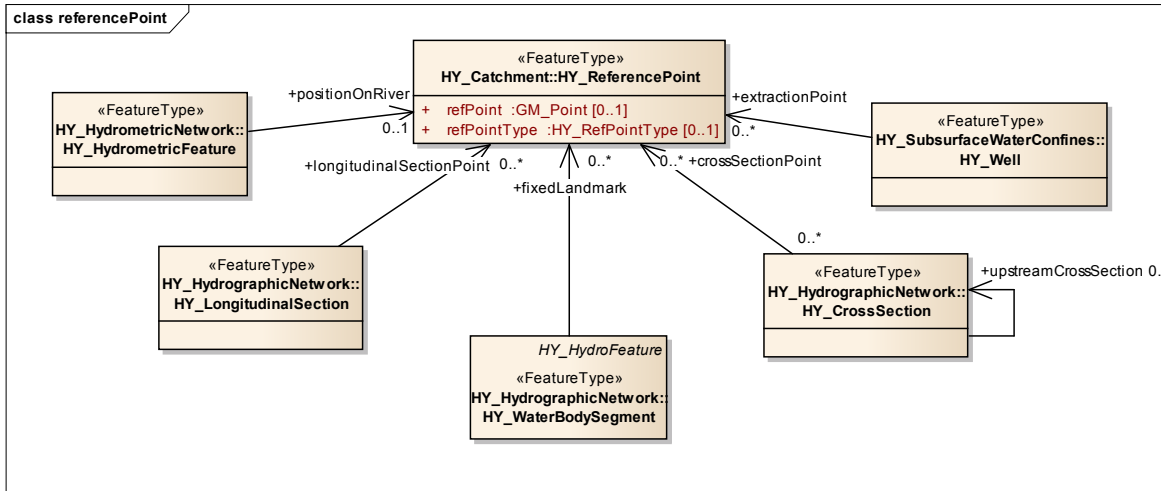 class referencePoint
«FeatureType»
HY_Catchment::HY_ReferencePoint
+ refPoint :GM_Point [0..1]
+ refPointType :HY_RefPointType [0..1]
«FeatureType»
HY_HydrometricNetwork::
HY_HydrometricFeature
+positionOnRiver
0..1
+extractionPoint
0..*
«FeatureType»
HY_SubsurfaceWaterConfines::
HY_Well
+longitudinalSectionPoint 0..*
0..*
+fixedLandmark
0..* +crossSectionPoint
0..*
«FeatureType»
HY_HydrographicNetwork::
HY_LongitudinalSection
«FeatureType»
HY_HydrographicNetwork::
HY_CrossSection
+upstreamCrossSection 0..
HY_HydroFeature
«FeatureType»
HY_HydrographicNetwork::
HY_WaterBodySegment